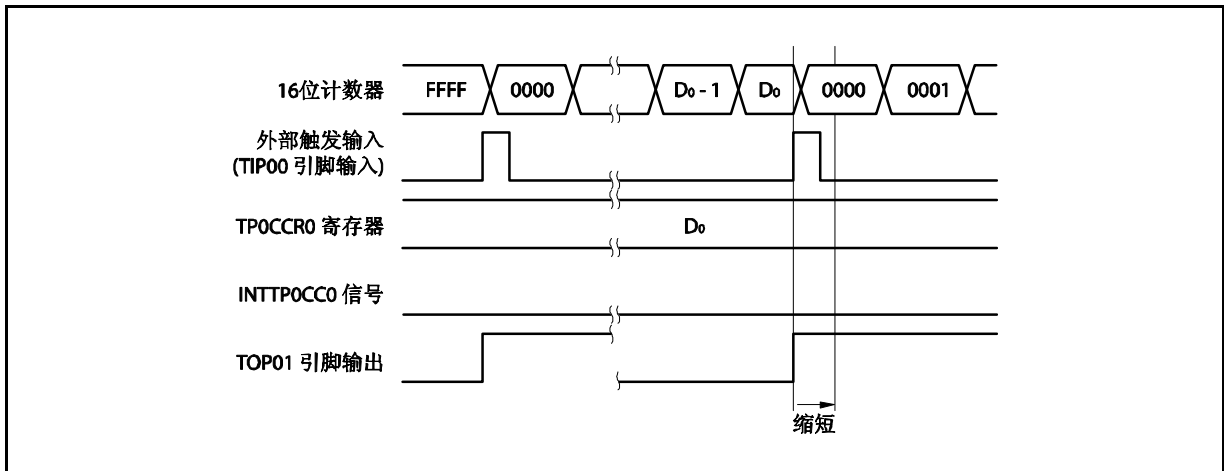 16位计数器 FFFF 0000 D0 - 1 D0 0000 0001
外部触发输入
(TIP00 引脚输入)
TP0CCR0 寄存器 D0
INTTP0CC0 信号
TOP01 引脚输出
缩短